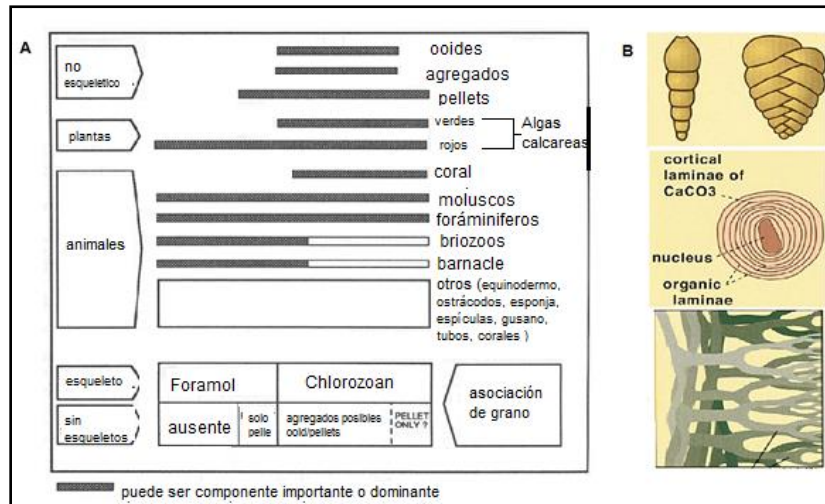 A
no
esqueletico
ooides
agregados
pellets
plantas
verdes
rojos
Algas
calcareas
animales
coral
moluscos
foráminiferos
briozoos
barnacle
otros (equinodermo,
ostrácodos, esponja,
espículas, gusano,
tubos, corales )
esqueleto
Foramol
Chlorozoan
sin
esqueletos
ausente
solo
pelle
agregados posibles
oold/pellets
PELLET
ONLY ?
asociación
de grano
puede ser componente importante o dominante
B
cortical
laminae of
CaCO3
nucleus
organic
laminae